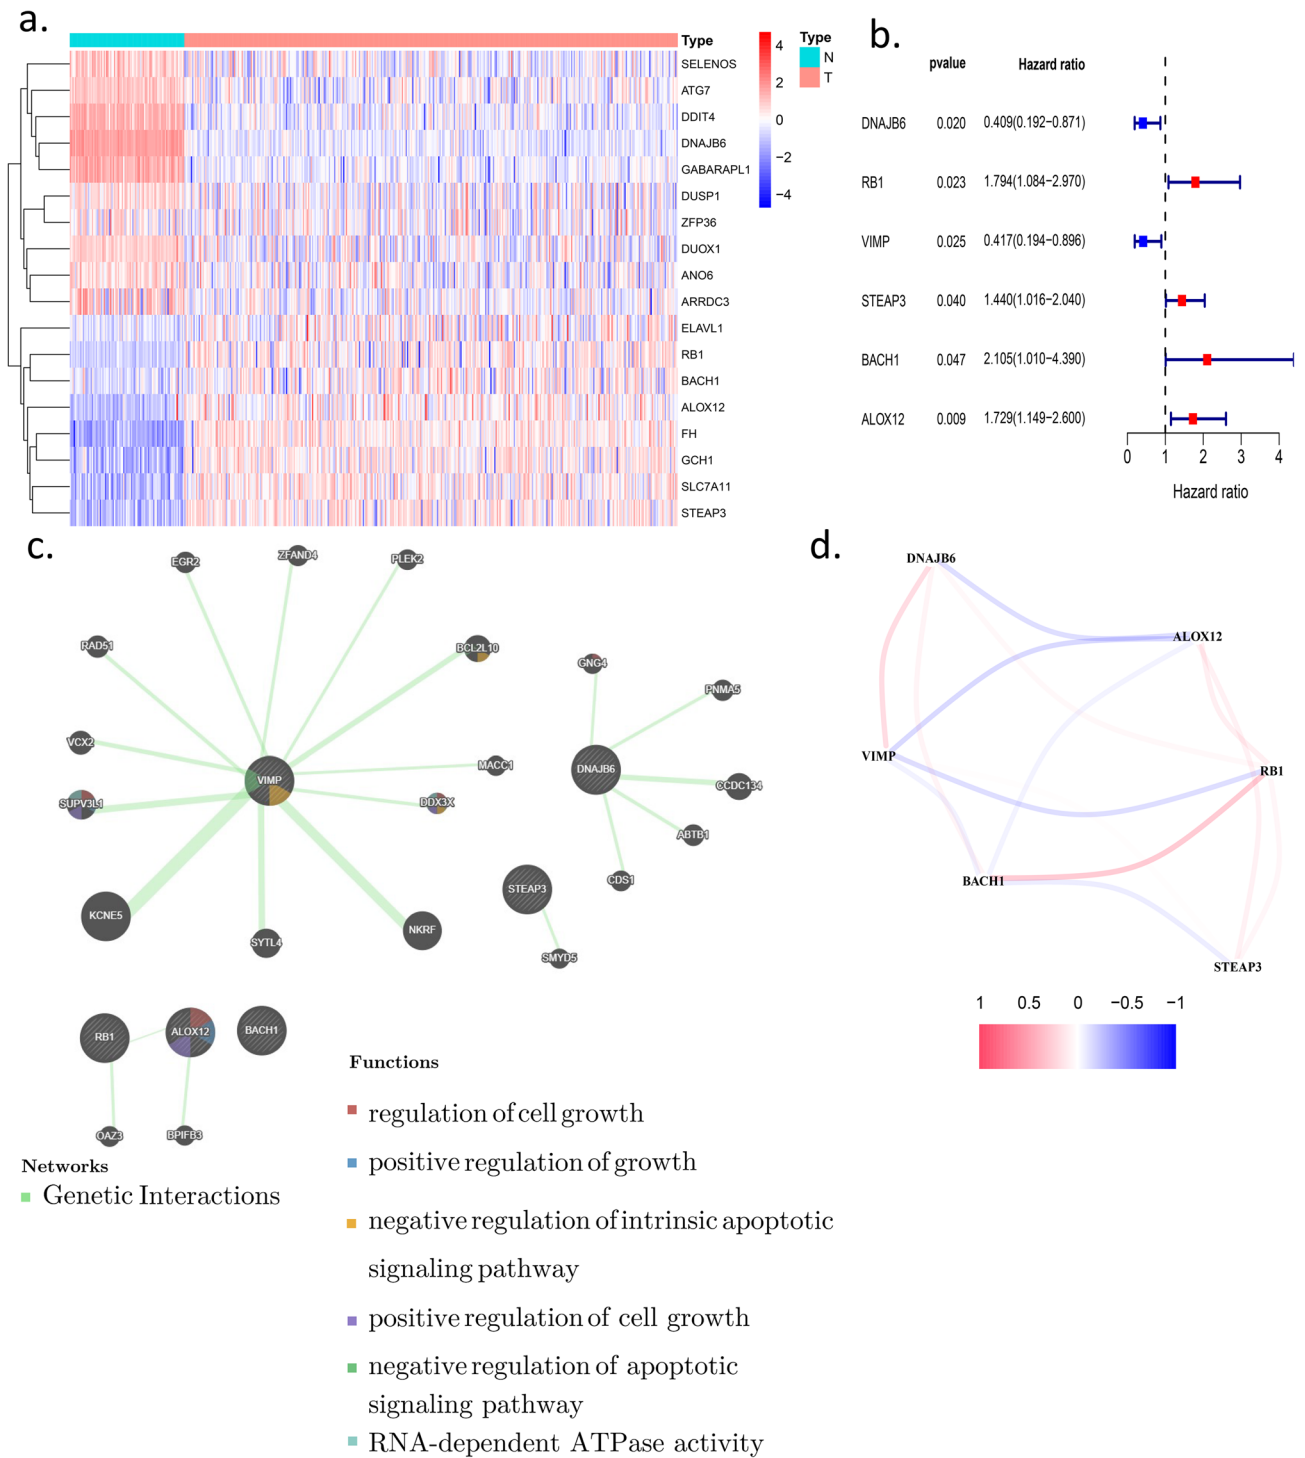 a.
Type
SELENOS
ATG7
DDIT4
DNAJB6
GABARAPL1
DUSP1
ZFP36
DUOX1
ANO6
ARRDC3
ELAVL1
RB1
BACH1
ALOX12
FH
GCH1
SLC7A11
STEAP3
4
2
0
−2
−4
Type
N
T
b.
pvalue Hazard ratio
DNAJB6 0.020 0.409(0.192−0.871)
RB1 0.023 1.794(1.084−2.970)
VIMP 0.025 0.417(0.194−0.896)
STEAP3 0.040 1.440(1.016−2.040)
BACH1 0.047 2.105(1.010−4.390)
ALOX12 0.009 1.729(1.149−2.600)
0 1 2 3 4
Hazard ratio
c.
EGR2
ZFAND4
PLEK2
RAD51
BCL2L10
VCX2
VIMP
MACC1
SUPV3L1
DDX3X
KCNE5
SYTL4
NKRF
GNG4
PNMA5
DNAJB6
CCDC134
ABTB1
CDS1
STEAP3
SMYD5
RB1
ALOX12
BACH1
OAZ3
BPIFB3
Networks
Genetic Interactions
Functions
regulation of cell growth
positive regulation of growth
negative regulation of intrinsic apoptotic
signaling pathway
positive regulation of cell growth
negative regulation of apoptotic
signaling pathway
RNA-dependent ATPase activity
d.
DNAJB6
ALOX12
VIMP
RB1
BACH1
STEAP3
1 0.5 0 −0.5 −1